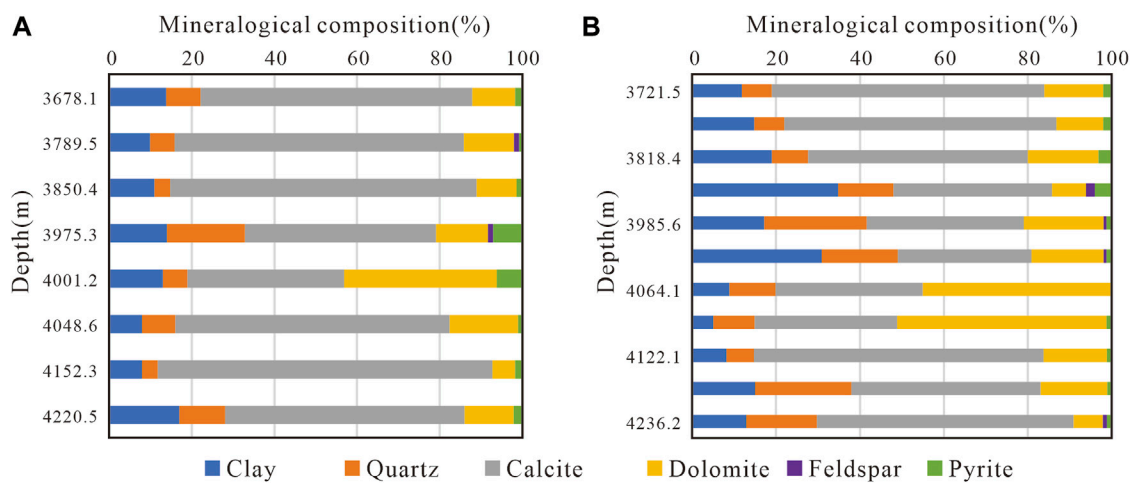 A
Mineralogical composition(%)
0 20 40 60 80 100
Depth(m)
3678.1
3789.5
3850.4
3975.3
4001.2
4048.6
4152.3
4220.5
B
Mineralogical composition(%)
0 20 40 60 80 100
Depth(m)
3721.5
3818.4
3985.6
4064.1
4122.1
4236.2
Clay Quartz Calcite Dolomite Feldspar Pyrite